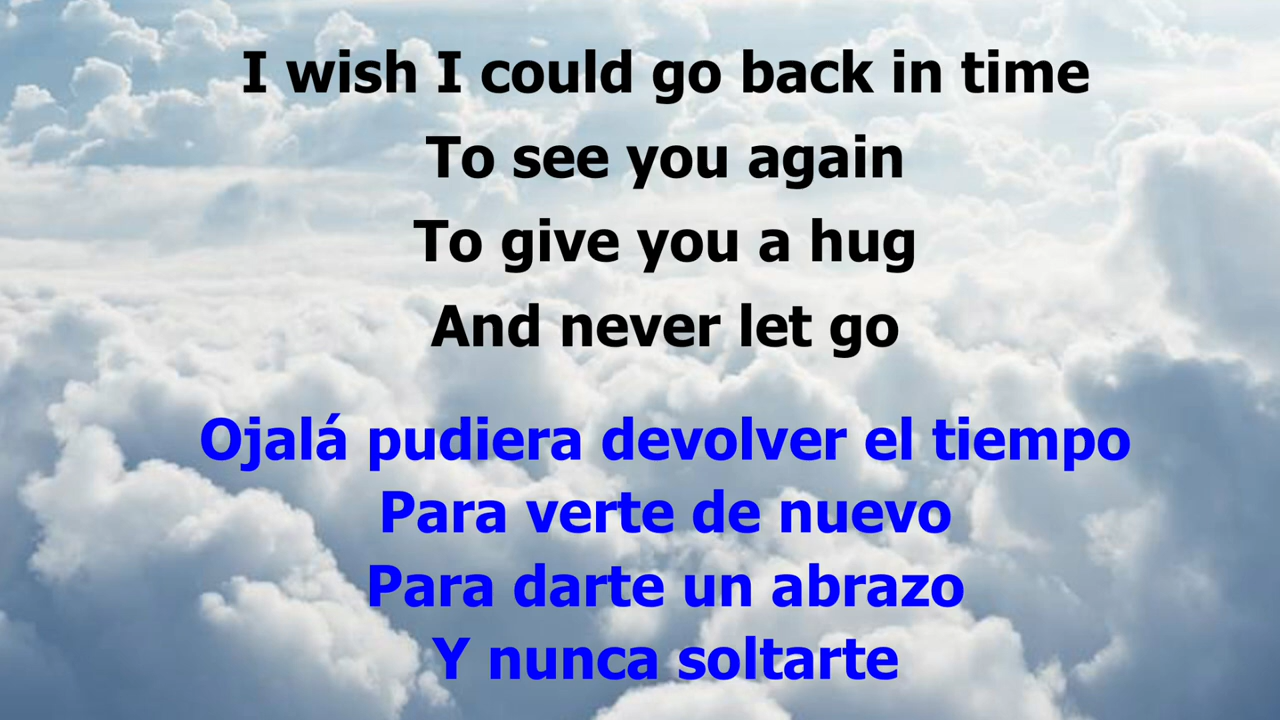 I wish I could go back in time
To see you again
To give you a hug
And never let go
Ojalá pudiera devolver el tiempo
Para verte de nuevo
Para darte un abrazo
Y nunca soltarte